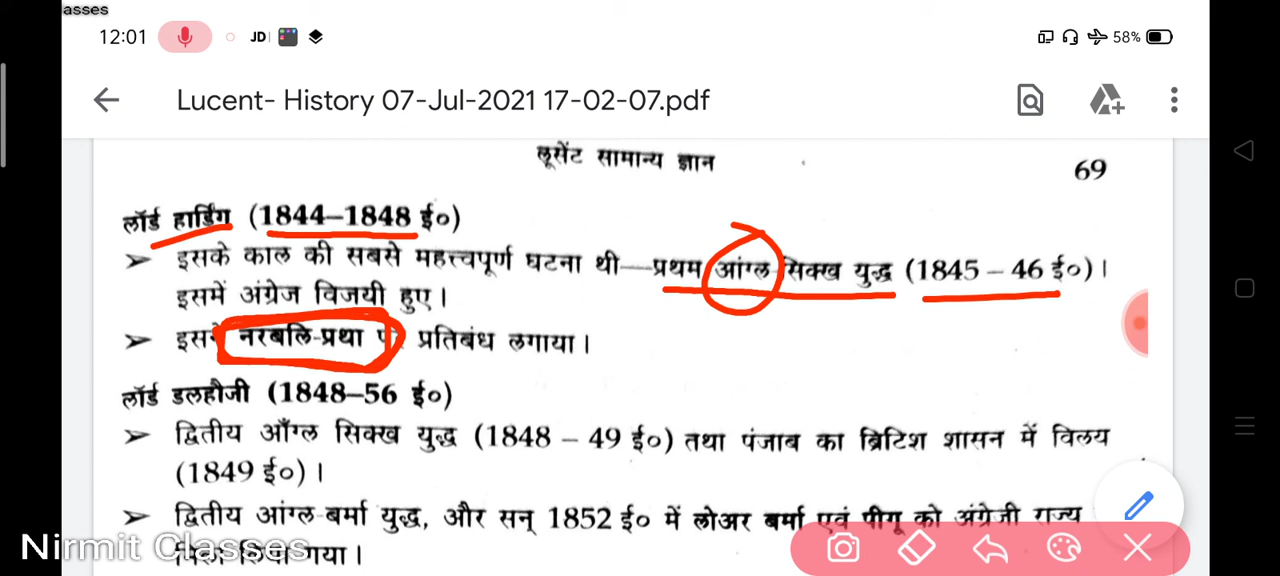 asses
12:01 JD 58%
Lucent- History 07-Jul-2021 17-02-07.pdf
लूसेंट सामान्य ज्ञान 69
लॉर्ड हार्डिंग (1844–1848 ई०)
➢ इसके काल की सबसे महत्त्वपूर्ण घटना थी—प्रथम आंग्ल सिक्ख युद्ध (1845 – 46 ई०)।
इसमें अंग्रेज विजयी हुए।
➢ इसने नरबलि-प्रथा प्रतिबंध लगाया।
लॉर्ड डलहौजी (1848–56 ई०)
➢ द्वितीय आँग्ल सिक्ख युद्ध (1848 – 49 ई०) तथा पंजाब का ब्रिटिश शासन में विलय
(1849 ई०)।
➢ द्वितीय आंग्ल-बर्मा युद्ध, और सन् 1852 ई० में लोअर बर्मा एवं पीगू को अंग्रेजी राज्य
गया।
Nirmit Classes